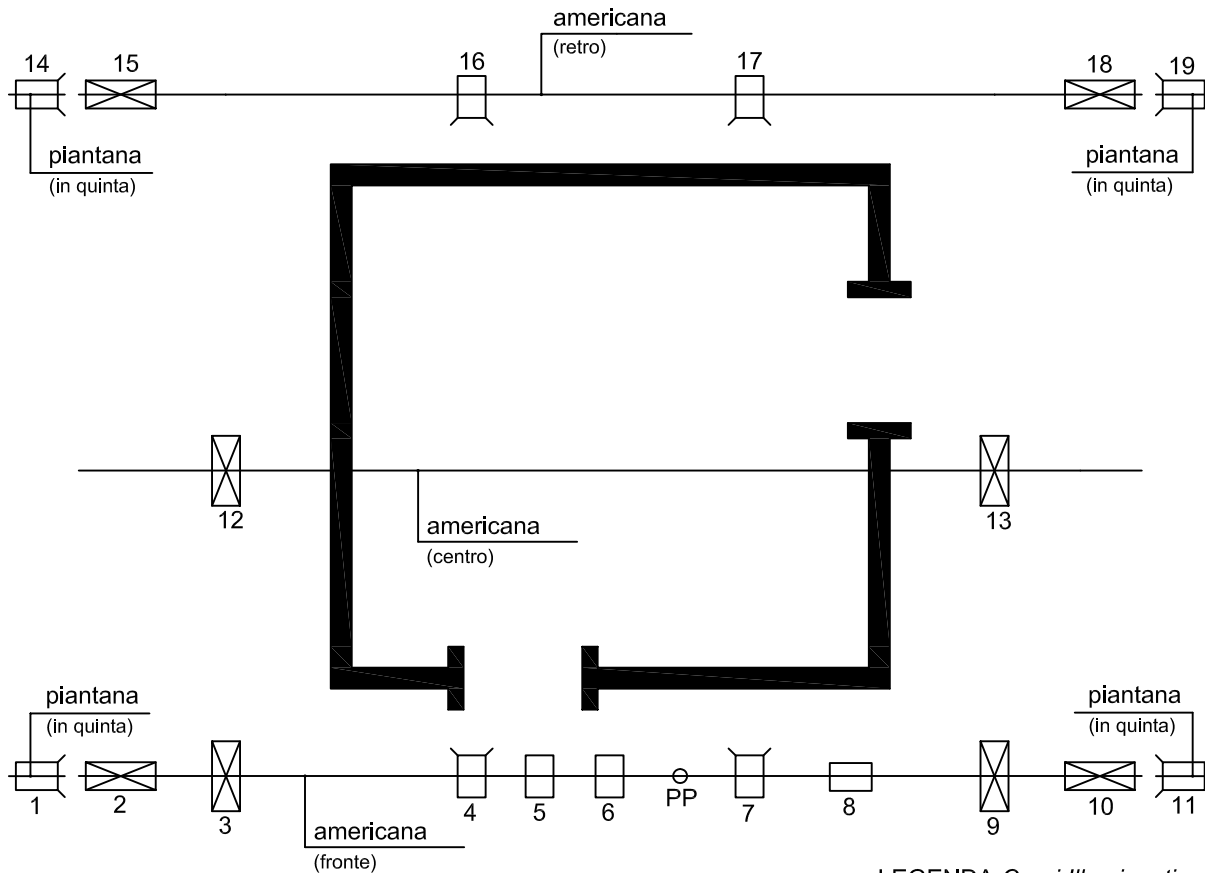 americana
(retro)
14
15
16
17
18
19
piantana
(in quinta)
piantana
(in quinta)
12
13
americana
(centro)
piantana
(in quinta)
piantana
(in quinta)
1
2
3
4
5
6
PP
7
8
9
10
11
americana
(fronte)